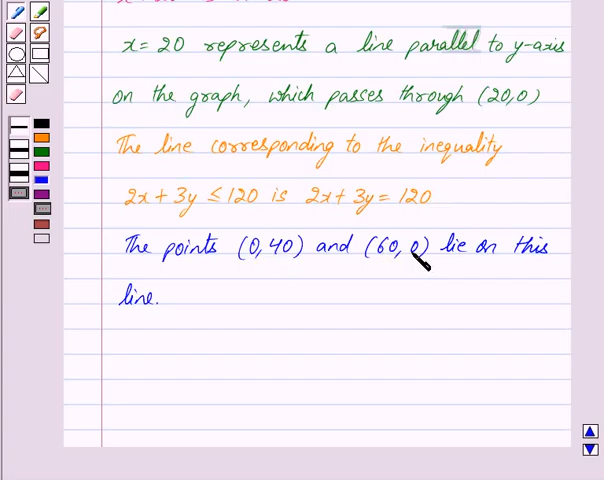 x = 20 represents a line parallel to y-axis
on the graph, which passes through (20,0)
The line corresponding to the inequality
2x + 3y ≤ 120 is 2x + 3y = 120
The points (0,40) and (60,0) lie on this
line.